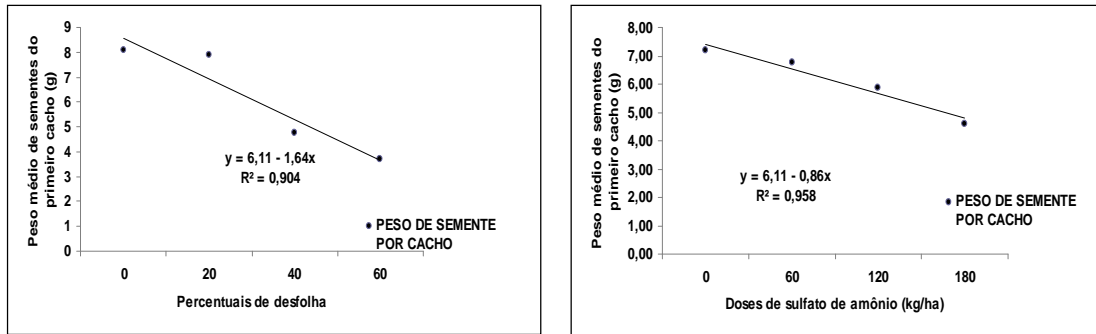 Peso médio de sementes do
primeiro cacho (g)
9
8
7
6
5
4
3
2
1
0
y = 6,11 - 1,64x
R² = 0,904
PESO DE SEMENTE
POR CACHO
0 20 40 60
Percentuais de desfolha
Peso médio de sementes do
primeiro cacho (g)
8,00
7,00
6,00
5,00
4,00
3,00
2,00
1,00
0,00
y = 6,11 - 0,86x
R² = 0,958
PESO DE SEMENTE
POR CACHO
0 60 120 180
Doses de sulfato de amônio (kg/ha)